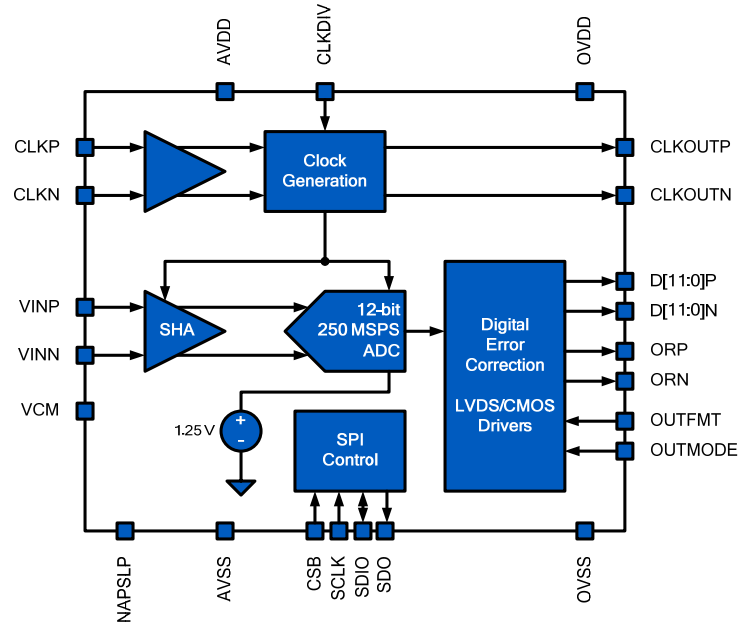 AVDD
CLKDIV
OVDD
CLKP
CLKN
Clock
Generation
CLKOUTP
CLKOUTN
VINP
VINN
VCM
SHA
12-bit
250 MSPS
ADC
1.25 V
+
-
SPI
Control
Digital
Error
Correction
LVDS/CMOS
Drivers
D[11:0]P
D[11:0]N
ORP
ORN
OUTFMT
OUTMODE
NAPSLP
AVSS
CSB
SCLK
SDIO
SDO
OVSS